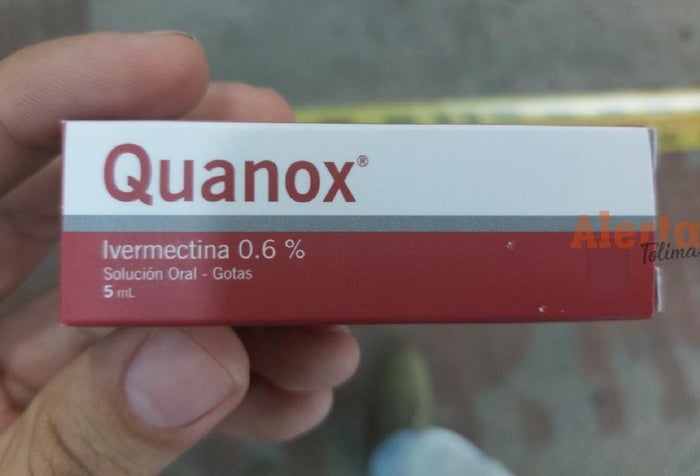 Quanox®
Ivermectina 0.6 %
Solución Oral - Gotas
5 mL
Alerta
Tolima